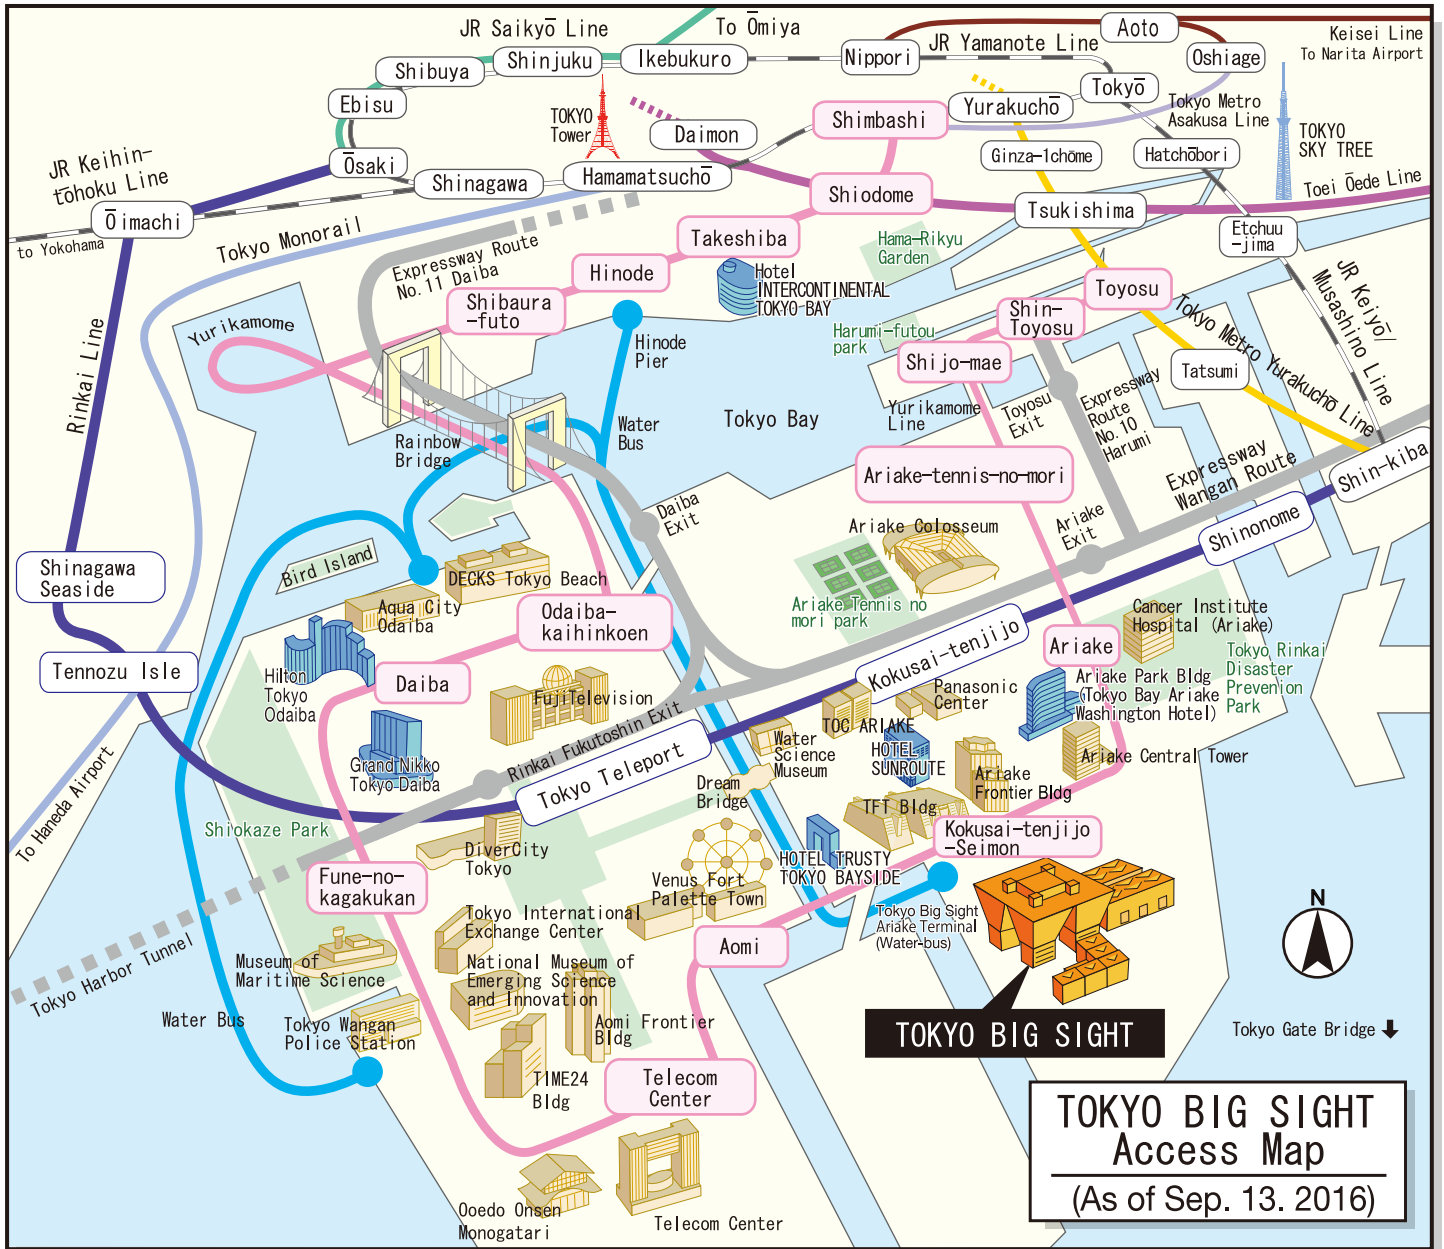 JR Saikyō Line
To Ōmiya
Aoto
Keisei Line
To Narita Airport
Shibuya
Shinjuku
Ikebukuro
Nippori
JR Yamanote Line
Oshiage
Ebisu
TOKYO
Tower
Daimon
Shimbashi
Yurakuchō
Tokyō
Tokyo Metro
Asakusa Line
TOKYO
SKY TREE
JR Keihin-
tōhoku Line
Ōsaki
Shinagawa
Hamamatsuchō
Ginza-1chōme
Hatchōbori
Shiodome
Tsukishima
Toei Ōede Line
Ōimachi
to Yokohama
Tokyo Monorail
Expressway Route
No.11 Daiba
Takeshiba
Hama-Rikyu
Garden
Etchuu
-jima
Hinode
Hotel
INTERCONTINENTAL
TOKYO BAY
Toyosu
JR Keiyō/
Musashino Line
Shibaura
-futo
Shin-
Toyosu
Yurikamome
Hinode
Pier
Harumi-futou
park
Shijo-mae
Tokyo Metro Yurakuchō Line
Tatsumi
Rinkai Line
Rainbow
Bridge
Water
Bus
Tokyo Bay
Yurikamome
Line
Toyosu
Exit
Expressway
Route
No.10
Harumi
Ariake-tennis-no-mori
Expressway
Wangan Route
Shin-kiba
Daiba
Exit
Ariake Colosseum
Ariake
Exit
Shinonome
Shinagawa
Seaside
Bird Island
DECKS Tokyo Beach
Aqua City
Odaiba
Odaiba-
kaihinkoen
Ariake Tennis no
mori park
Kokusai-tenjijo
Cancer Institute
Hospital (Ariake)
Ariake
Tokyo Rinkai
Disaster
Prevenion
Park
Tennozu Isle
Hilton
Tokyo
Odaiba
Daiba
FujiTelevision
Panasonic
Center
Ariake Park Bldg
(Tokyo Bay Ariake
Washington Hotel)
Rinkai Fukutoshin Exit
TOC ARIAKE
Water
Science
Museum
HOTEL
SUNROUTE
Ariake Central Tower
Grand Nikko
Tokyo Daiba
Tokyo Teleport
Dream
Bridge
Ariake
Frontier Bldg
To Haneda Airport
Shiokaze Park
TFT Bldg
Kokusai-tenjijo
-Seimon
DiverCity
Tokyo
HOTEL TRUSTY
TOKYO BAYSIDE
Fune-no-
kagakukan
Venus Fort
Palette Town
Tokyo International
Exchange Center
Tokyo Big Sight
Ariake Terminal
(Water-bus)
N
Aomi
Tokyo Harbor Tunnel
Museum of
Maritime Science
National Museum of
Emerging Science
and Innovation
Water Bus
Tokyo Wangan
Police Station
Aomi Frontier
Bldg
TOKYO BIG SIGHT
Tokyo Gate Bridge
TIME24
Bldg
Telecom
Center
TOKYO BIG SIGHT
Access Map
(As of Sep. 13. 2016)
Ooedo Onsen
Monogatari
Telecom Center